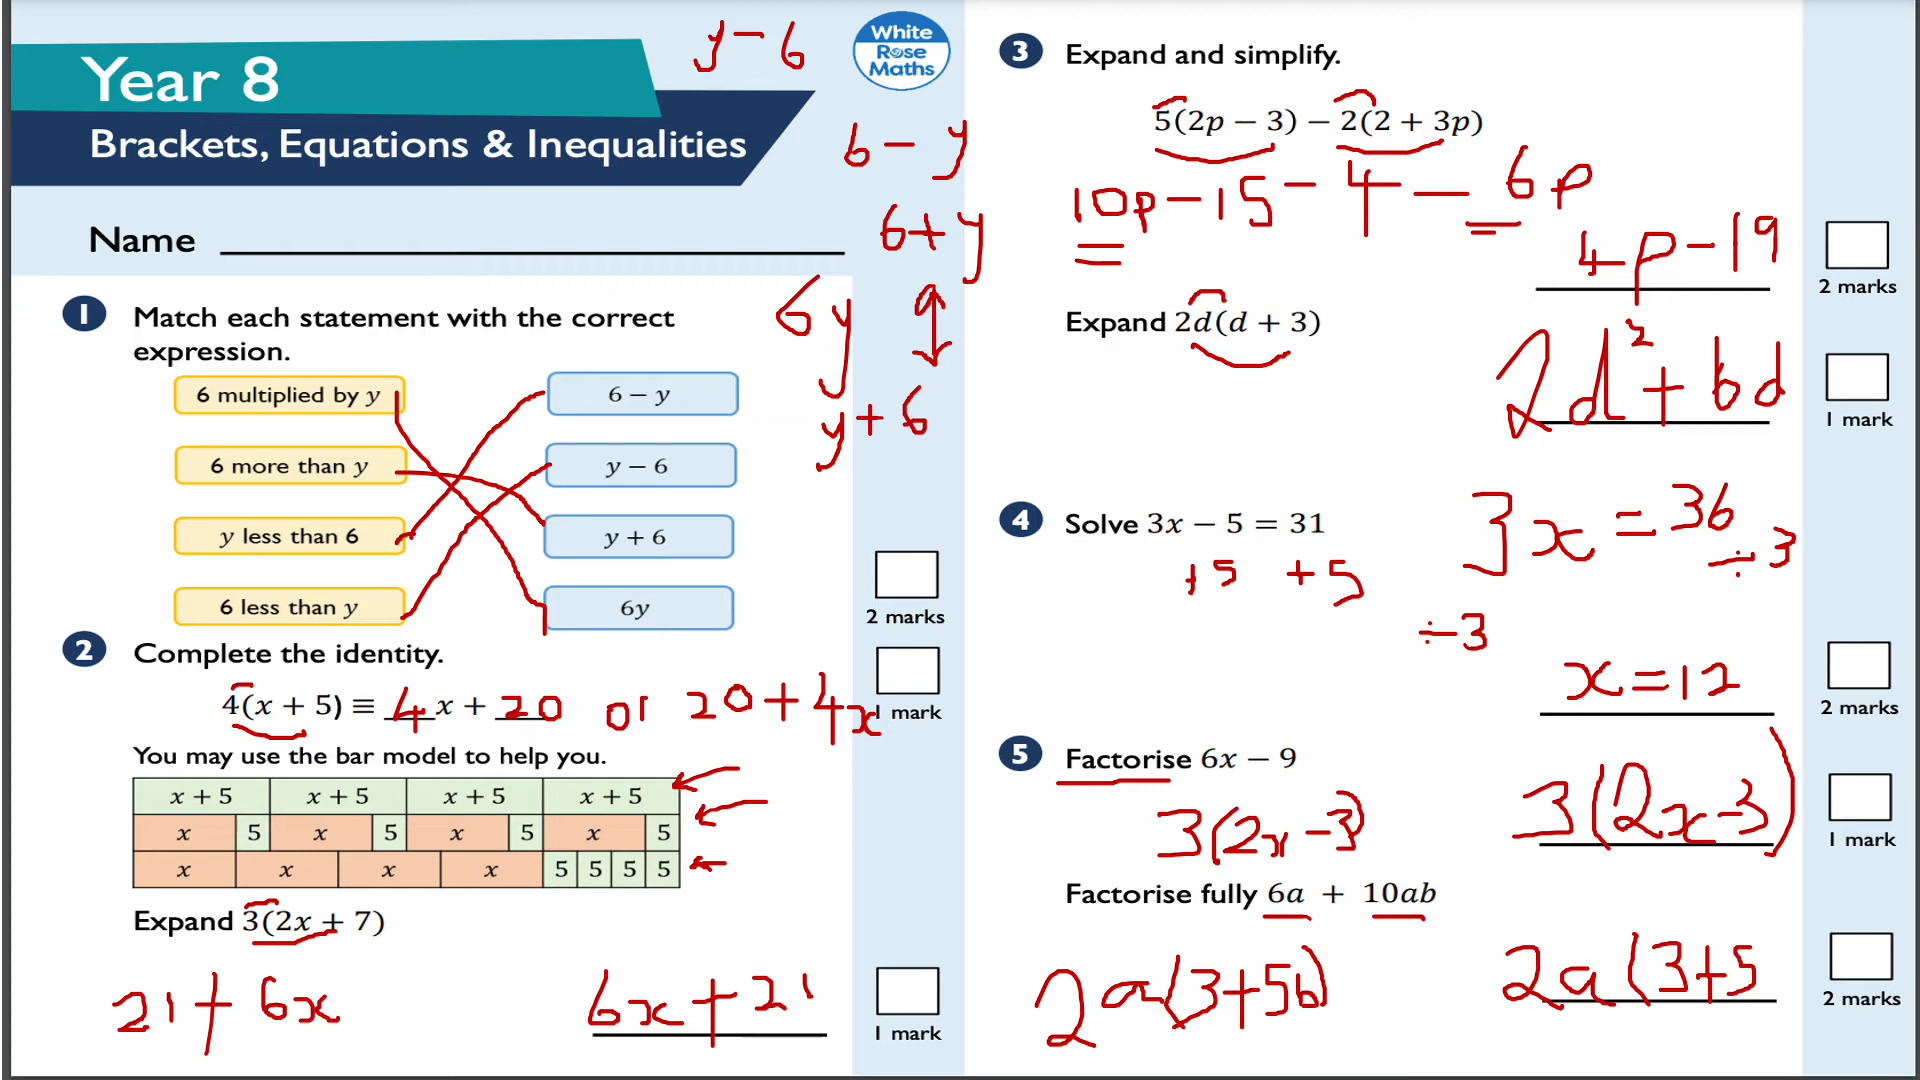 Year 8
Brackets, Equations & Inequalities
White
Rose
Maths
y - 6
6 - y
6 + y
6y
y + 6
Name
1 Match each statement with the correct
expression.
6 multiplied by y
6 more than y
y less than 6
6 less than y
6 − y
y − 6
y + 6
6y
2 marks
2 Complete the identity.
4(x + 5) ≡ 4x + 20 or 20 + 4x
1 mark
You may use the bar model to help you.
x + 5 x + 5 x + 5 x + 5
x 5 x 5 x 5 x 5
x x x x 5 5 5 5
Expand 3(2x + 7)
21 + 6x
6x + 21
1 mark
3 Expand and simplify.
5(2p − 3) − 2(2 + 3p)
10p - 15 - 4 - 6p
4p - 19
2 marks
Expand 2d(d + 3)
2d² + 6d
1 mark
4 Solve 3x − 5 = 31
+5 +5
3x = 36
÷3 ÷3
x = 12
2 marks
5 Factorise 6x − 9
3(2x - 3)
3(2x - 3)
1 mark
Factorise fully 6a + 10ab
2a(3+5b)
2a(3+5
2 marks